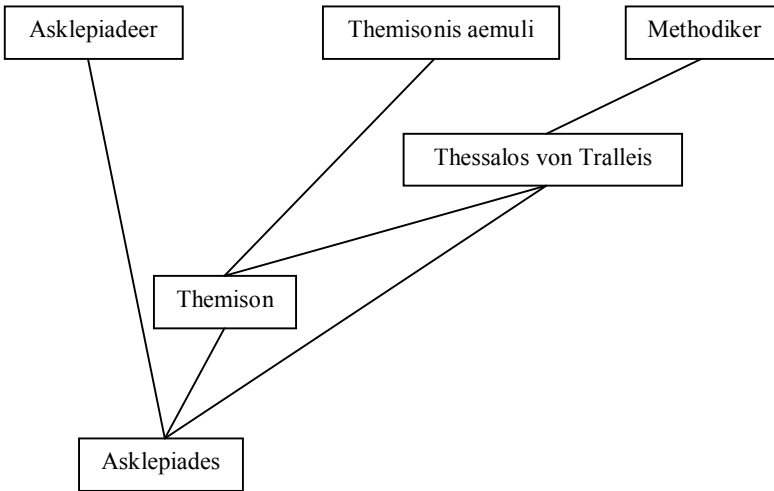 Asklepiadeer
Themisonis aemuli
Methodiker
Thessalos von Tralleis
Themison
Asklepiades